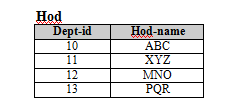 Hod
Dept-id Hod-name
10 ABC
11 XYZ
12 MNO
13 PQR